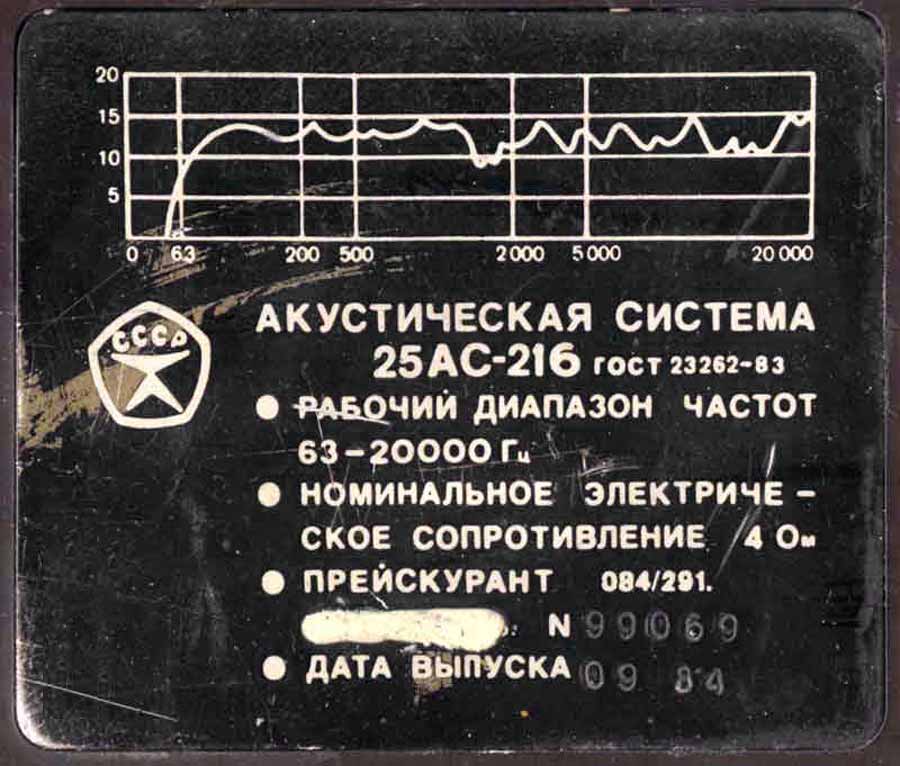 20
15
10
5
0 63 200 500 2000 5000 20000
СССР
АКУСТИЧЕСКАЯ СИСТЕМА
25АС-216 ГОСТ 23262-83
РАБОЧИЙ ДИАПАЗОН ЧАСТОТ
63-20000 Гц
НОМИНАЛЬНОЕ ЭЛЕКТРИЧЕ-
СКОЕ СОПРОТИВЛЕНИЕ 4 Ом
ПРЕЙСКУРАНТ 084/291.
N 99069
ДАТА ВЫПУСКА 09 84